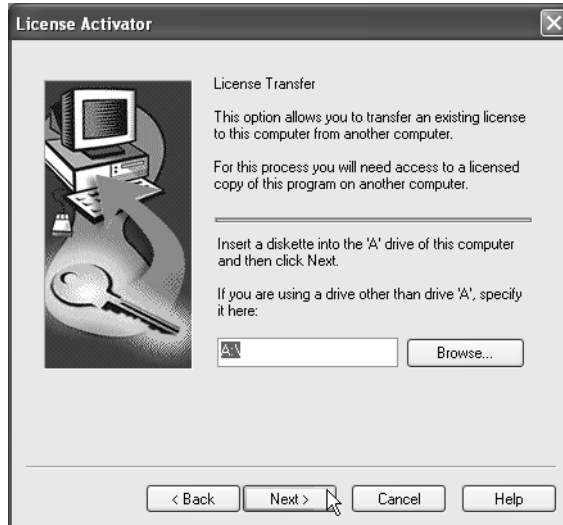 License Activator
License Transfer
This option allows you to transfer an existing license
to this computer from another computer.
For this process you will need access to a licensed
copy of this program on another computer.
Insert a diskette into the 'A' drive of this computer
and then click Next.
If you are using a drive other than drive 'A', specify
it here:
A:\
Browse...
< Back
Next >
Cancel
Help